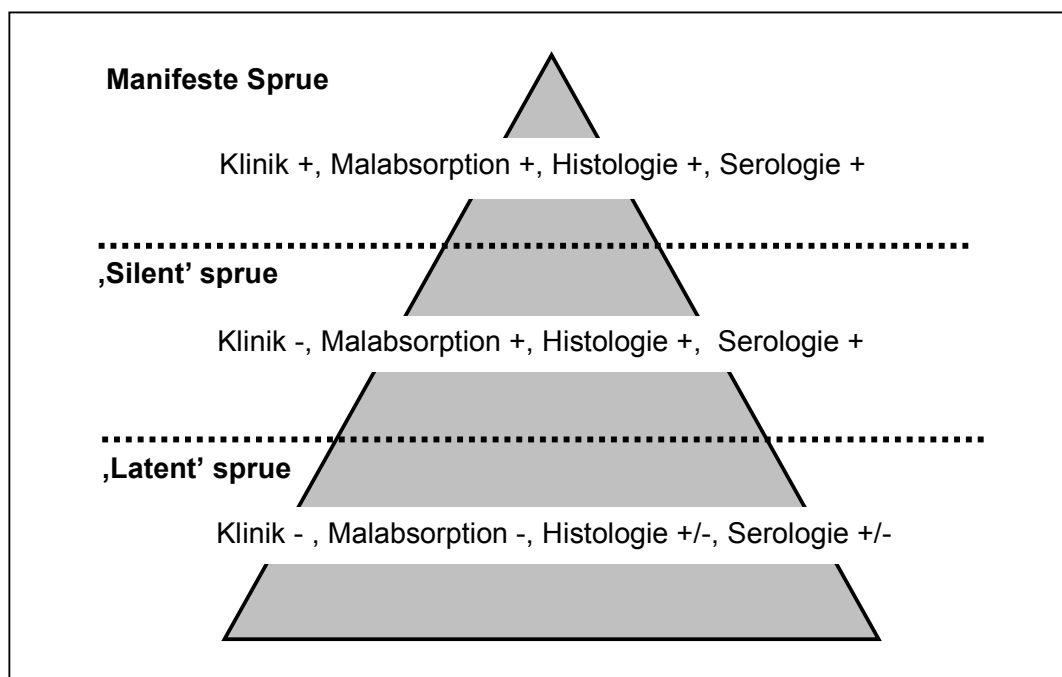 Manifeste Sprue
Klinik +, Malabsorption +, Histologie +, Serologie +
‚Silent’ sprue
Klinik -, Malabsorption +, Histologie +, Serologie +
‚Latent’ sprue
Klinik - , Malabsorption -, Histologie +/-, Serologie +/-